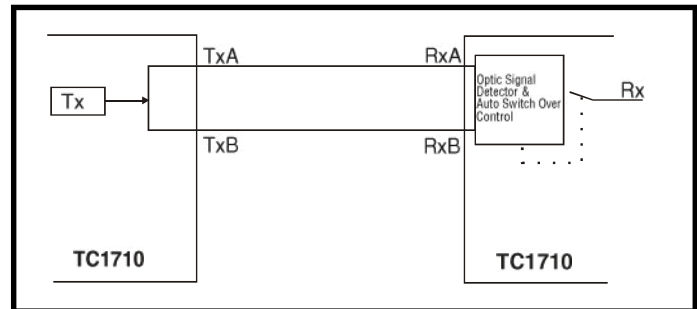 TxA
RxA
Optic Signal
Detector &
Auto Switch Over
Control
Tx
Rx
TxB
RxB
TC1710
TC1710